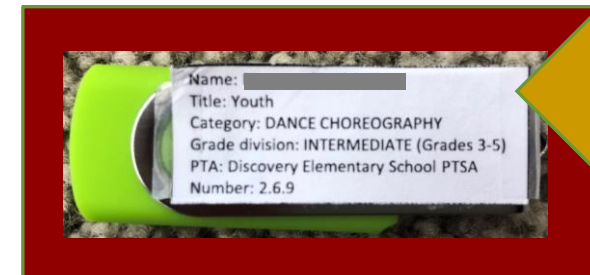 Name:
Title: Youth
Category: DANCE CHOREOGRAPHY
Grade division: INTERMEDIATE (Grades 3-5)
PTA: Discovery Elementary School PTSA
Number: 2.6.9